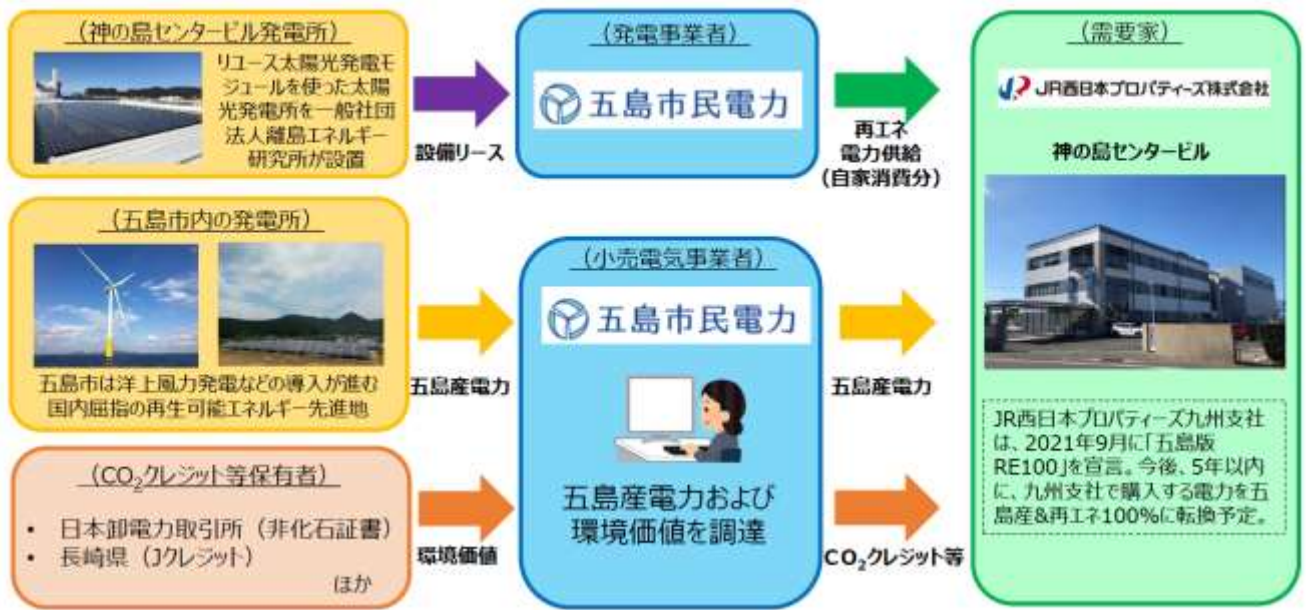 (神の島センタービル発電所)
リユース太陽光発電モ
ジュールを使った太陽
光発電所を一般社団
法人離島エネルギー
研究所が設置
設備リース
(発電事業者)
五島市民電力
再エネ
電力供給
(自家消費分)
(需要家)
JR西日本プロパティーズ株式会社
神の島センタービル
(五島市内の発電所)
五島市は洋上風力発電などの導入が進む
国内屈指の再生可能エネルギー先進地
五島産電力
(小売電気事業者)
五島市民電力
五島産電力および
環境価値を調達
五島産電力
JR西日本プロパティーズ九州支社
は、2021年9月に「五島版
RE100」を宣言。今後、5年以内
に、九州支社で購入する電力を五
島産&再エネ100%に転換予定。
(CO₂クレジット等保有者)
• 日本卸電力取引所(非化石証書)
• 長崎県(Jクレジット)
ほか
環境価値
CO₂クレジット等